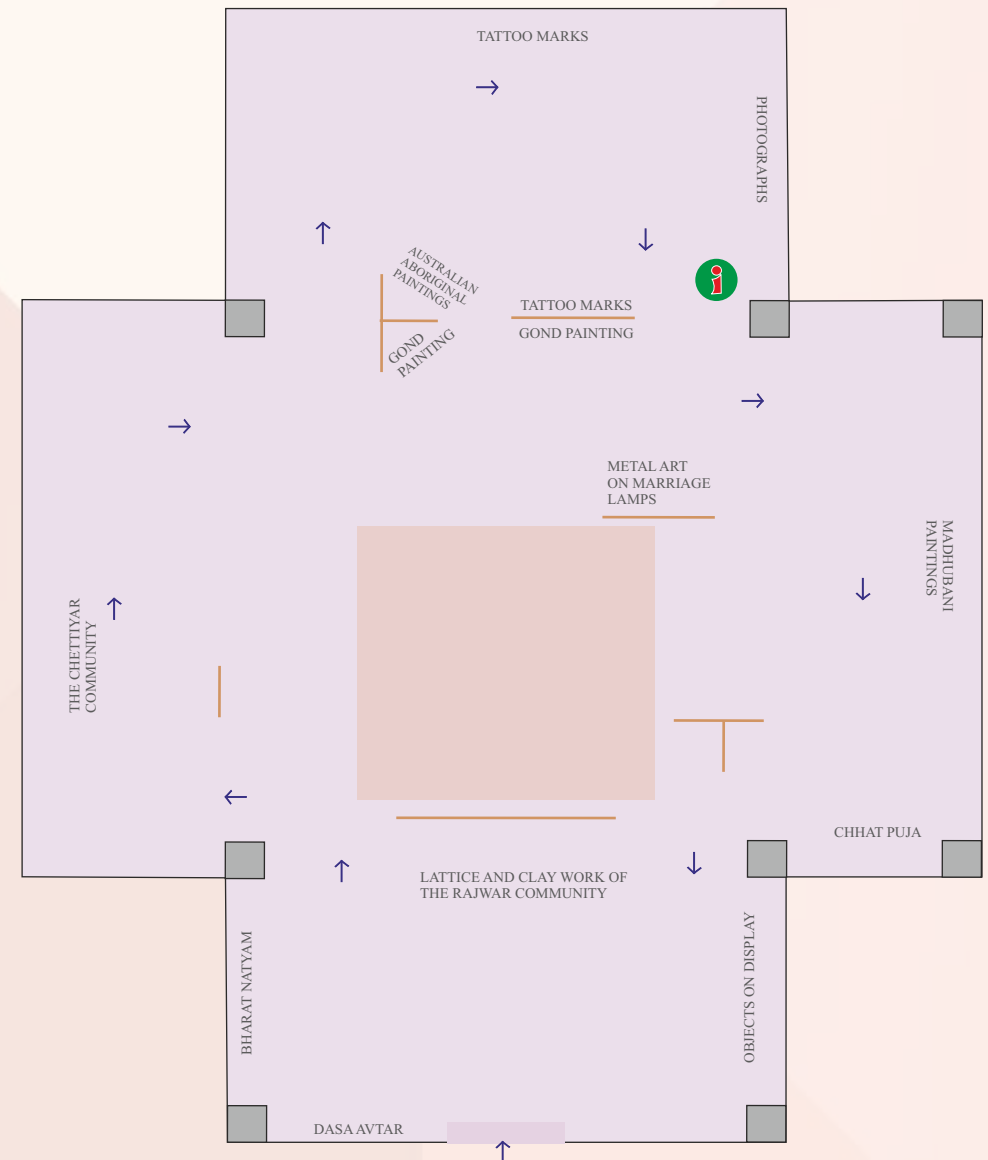 TATTOO MARKS
PHOTOGRAPHS
AUSTRALIAN
ABORIGINAL
PAINTINGS
GOND
PAINTING
TATTOO MARKS
GOND PAINTING
i
METAL ART
ON MARRIAGE
LAMPS
MADHUBANI
PAINTINGS
THE CHETTIYAR
COMMUNITY
CHHAT PUJA
LATTICE AND CLAY WORK OF
THE RAJWAR COMMUNITY
BHARAT NATYAM
OBJECTS ON DISPLAY
DASA AVTAR